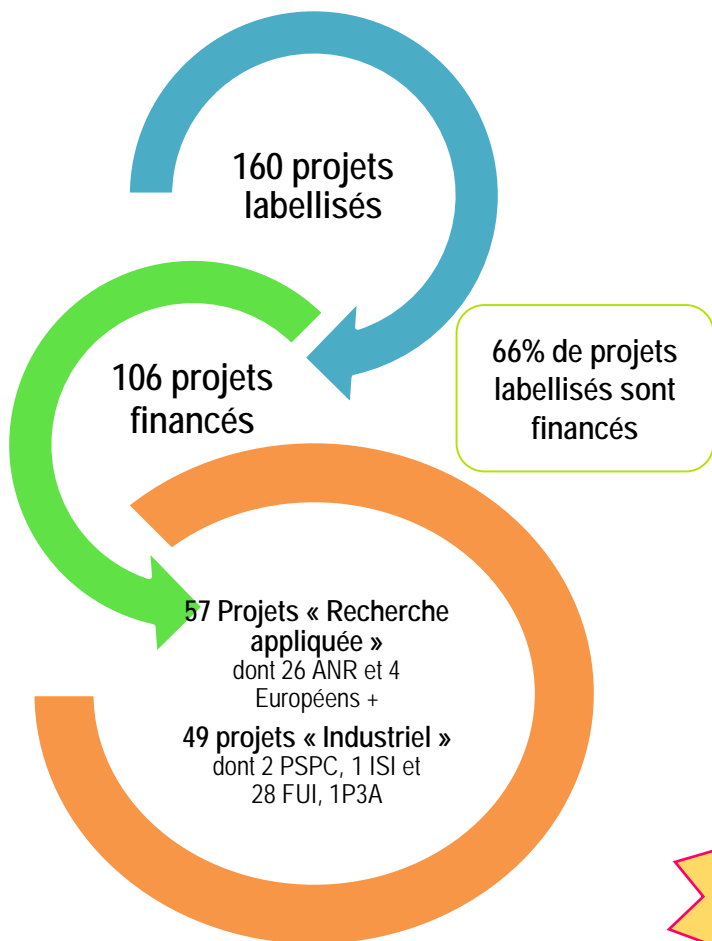 160 projets
labellisés
66% de projets
labellisés sont
financés
106 projets
financés
57 Projets « Recherche
appliquée »
dont 26 ANR et 4
Européens +
49 projets « Industriel »
dont 2 PSPC, 1 ISI et
28 FUI, 1P3A